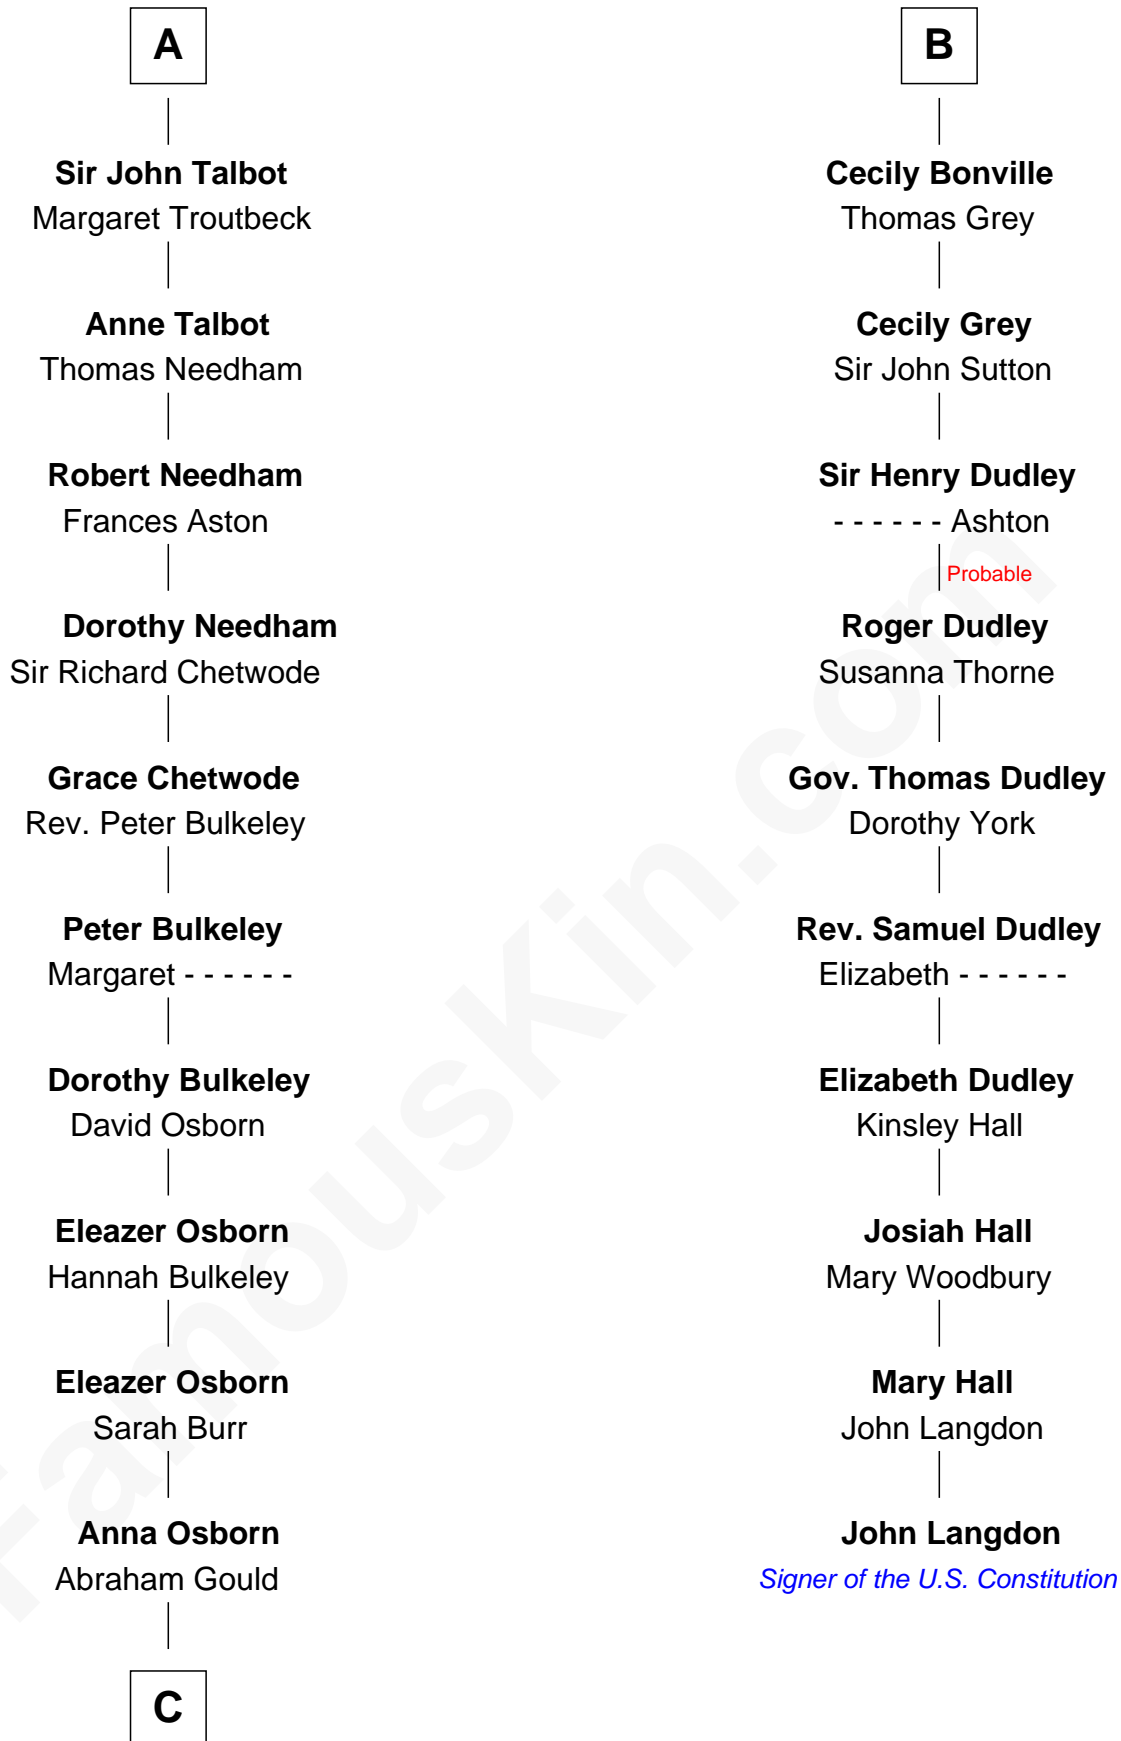 A
Sir John Talbot
Margaret Troutbeck
Anne Talbot
Thomas Needham
Robert Needham
Frances Aston
Dorothy Needham
Sir Richard Chetwode
Grace Chetwode
Rev. Peter Bulkeley
Peter Bulkeley
Margaret - - - - - -
Dorothy Bulkeley
David Osborn
Eleazer Osborn
Hannah Bulkeley
Eleazer Osborn
Sarah Burr
Anna Osborn
Abraham Gould
C
B
Cecily Bonville
Thomas Grey
Cecily Grey
Sir John Sutton
Sir Henry Dudley
- - - - - - Ashton
Probable
Roger Dudley
Susanna Thorne
Gov. Thomas Dudley
Dorothy York
Rev. Samuel Dudley
Elizabeth - - - - - -
Elizabeth Dudley
Kinsley Hall
Josiah Hall
Mary Woodbury
Mary Hall
John Langdon
John Langdon
Signer of the U.S. Constitution
FamousKin.com